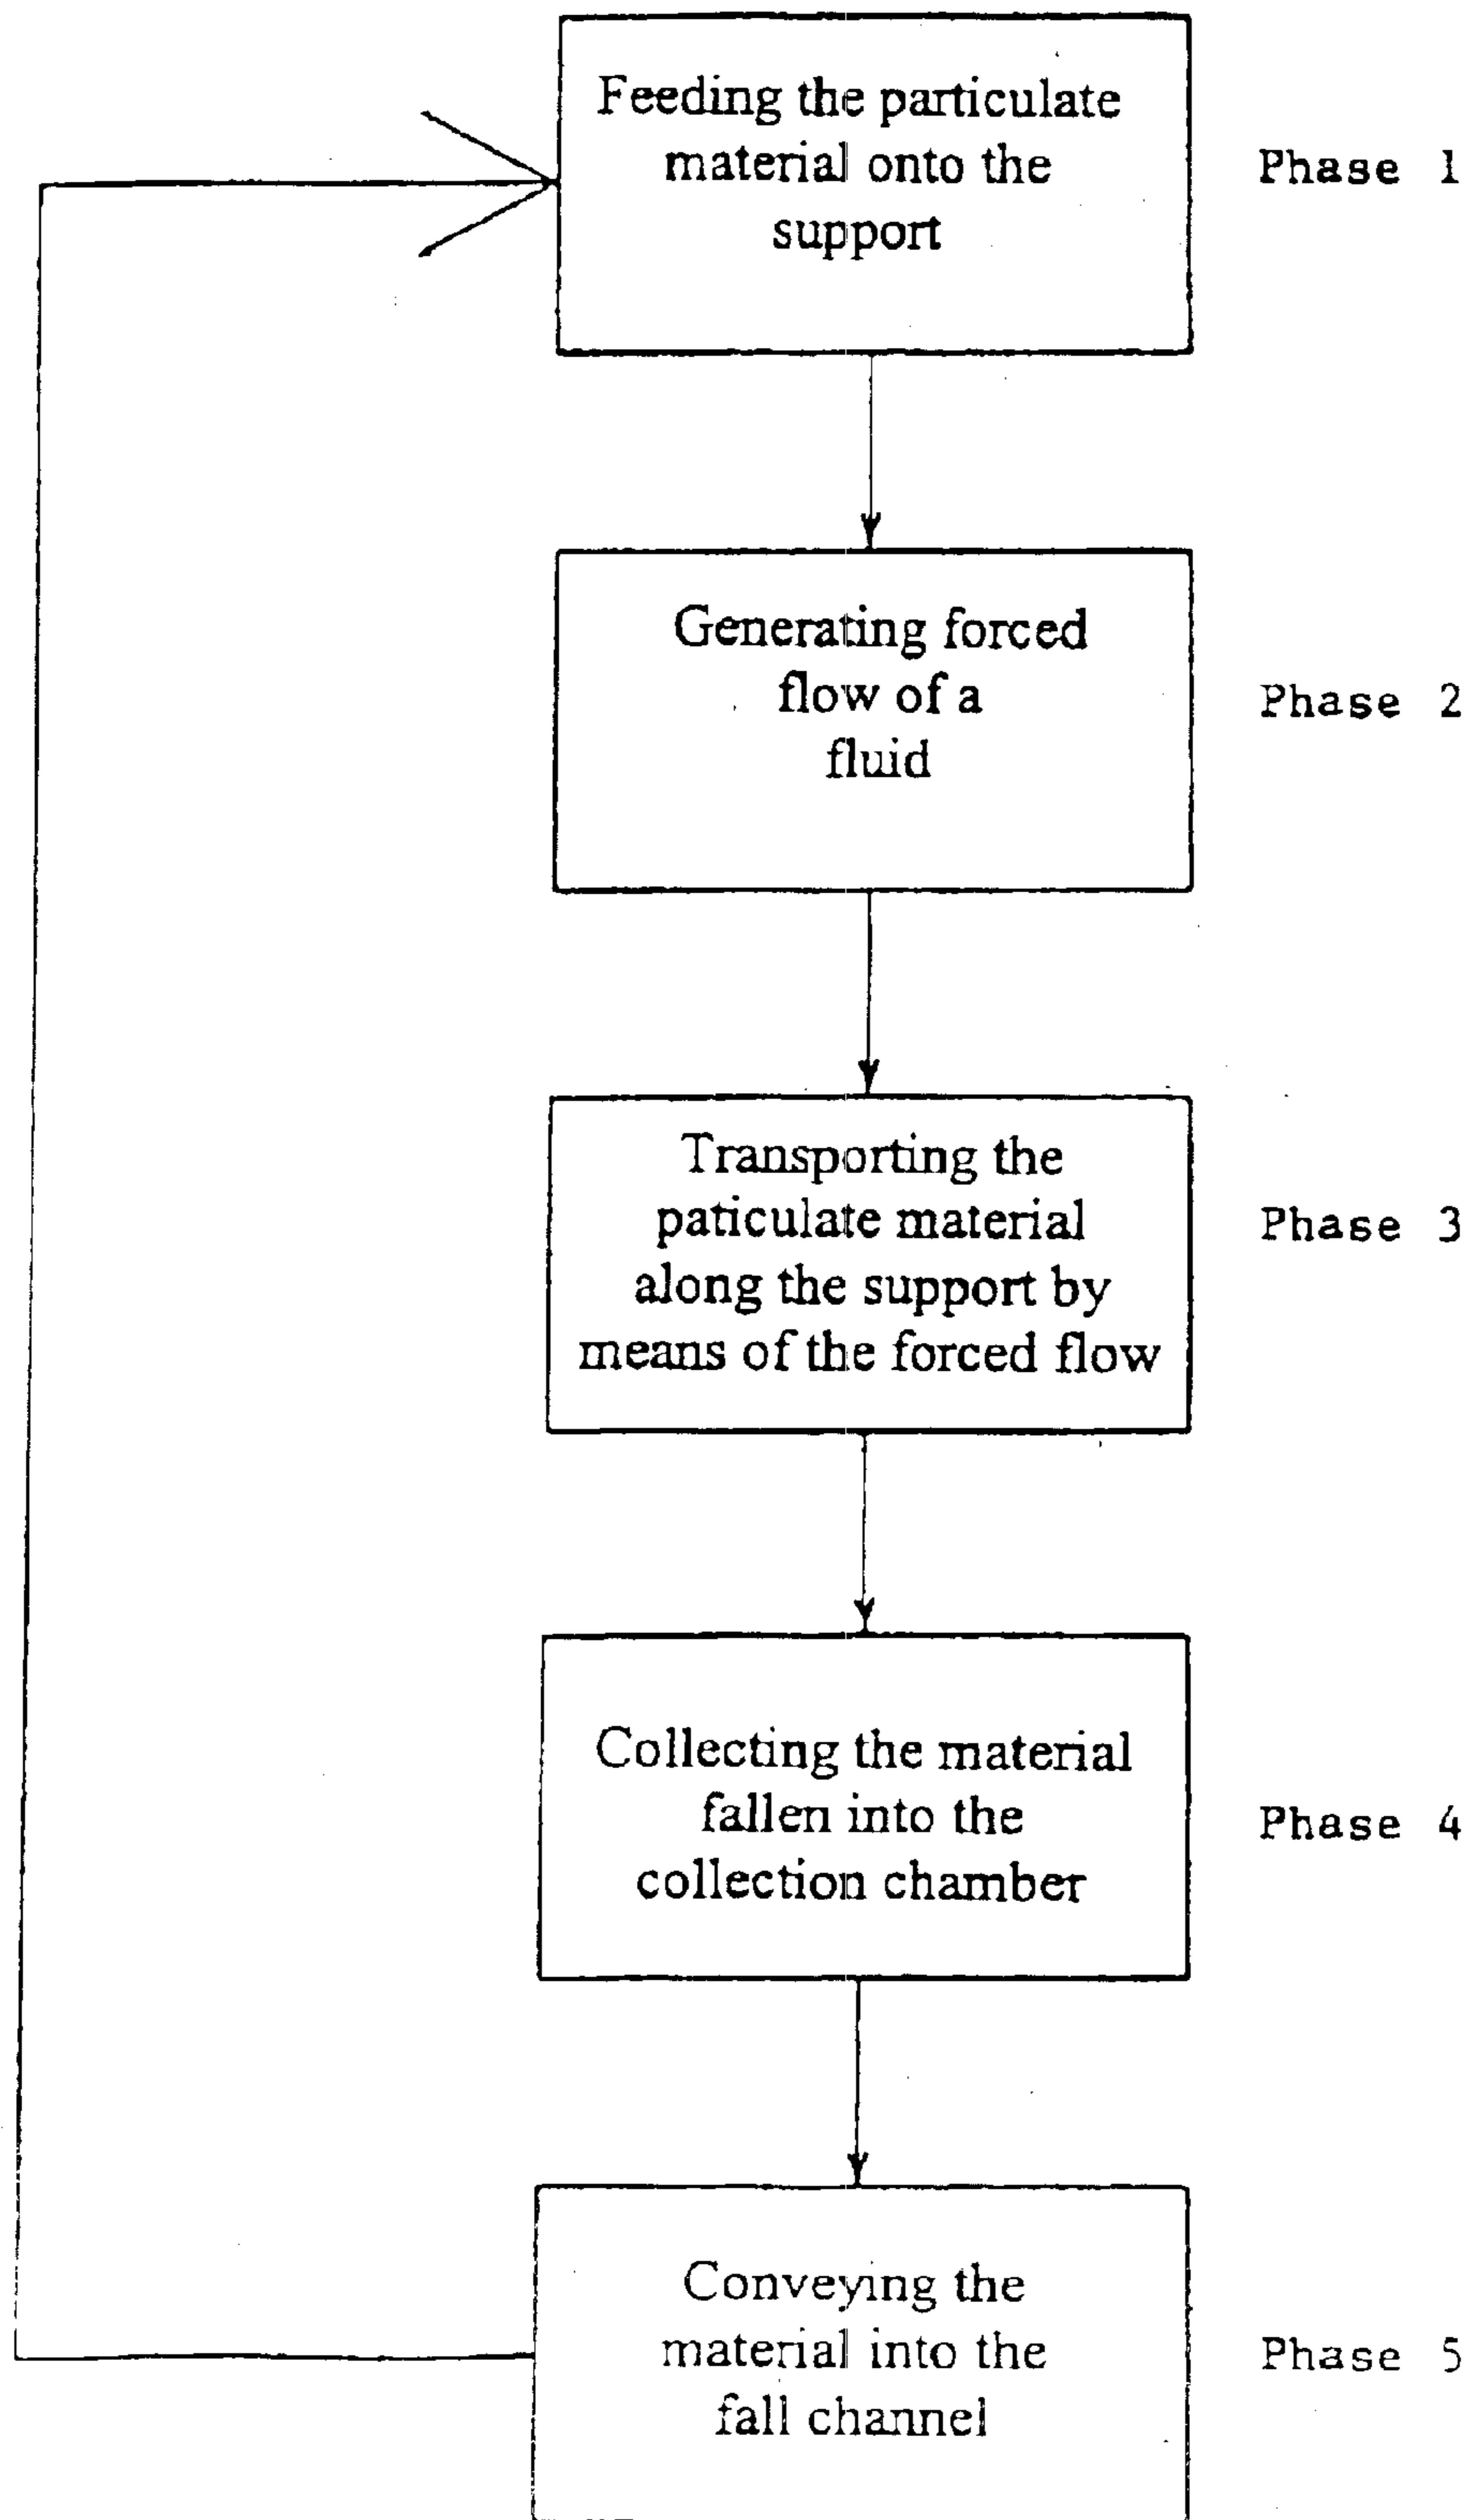 Feeding the particulate
material onto the
support
Phase 1
Generating forced
flow of a
fluid
Phase 2
Transporting the
paticulate material
along the support by
means of the forced flow
Phase 3
Collecting the material
fallen into the
collection chamber
Phase 4
Conveying the
material into the
fall channel
Phase 5